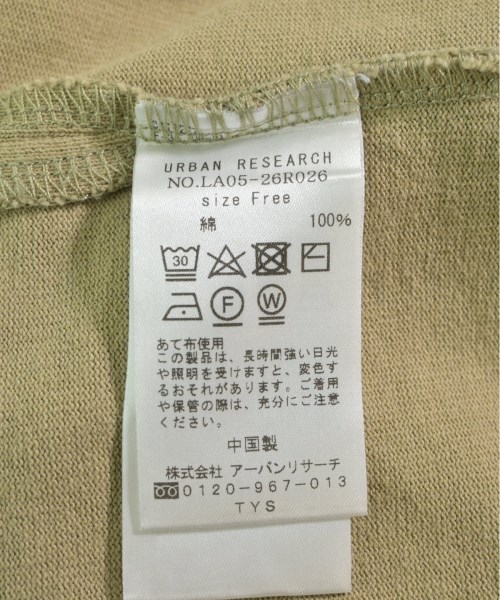 URBAN RESEARCH
NO.LA05-26R026
size Free
綿 100%
30
F W
あて布使用
この製品は、長時間強い日光
や照明を受けますと、変色す
るおそれがあります。ご着用
や保管の際は、充分にご注意
ください。
中国製
株式会社 アーバンリサーチ
0120-967-013
TYS